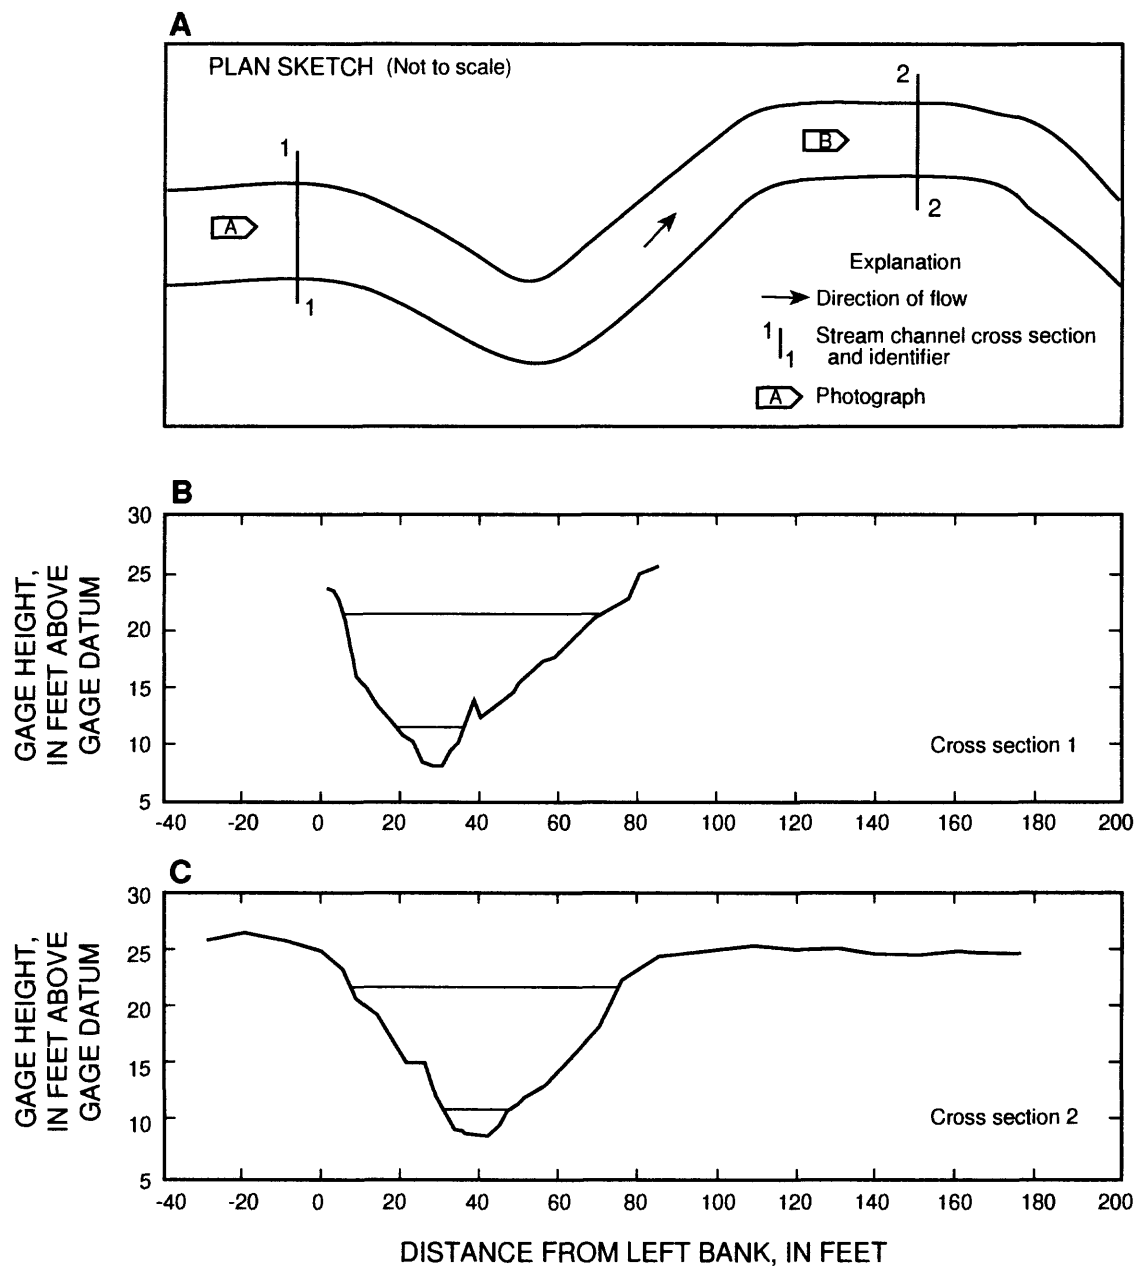 A
PLAN SKETCH (Not to scale)
2
1
B
A
2
1
Explanation
Direction of flow
1 1 Stream channel cross section
and identifier
A Photograph
B
GAGE HEIGHT,
IN FEET ABOVE
GAGE DATUM
30
25
20
15
10
5
Cross section 1
-40 -20 0 20 40 60 80 100 120 140 160 180 200
C
GAGE HEIGHT,
IN FEET ABOVE
GAGE DATUM
30
25
20
15
10
5
Cross section 2
-40 -20 0 20 40 60 80 100 120 140 160 180 200
DISTANCE FROM LEFT BANK, IN FEET